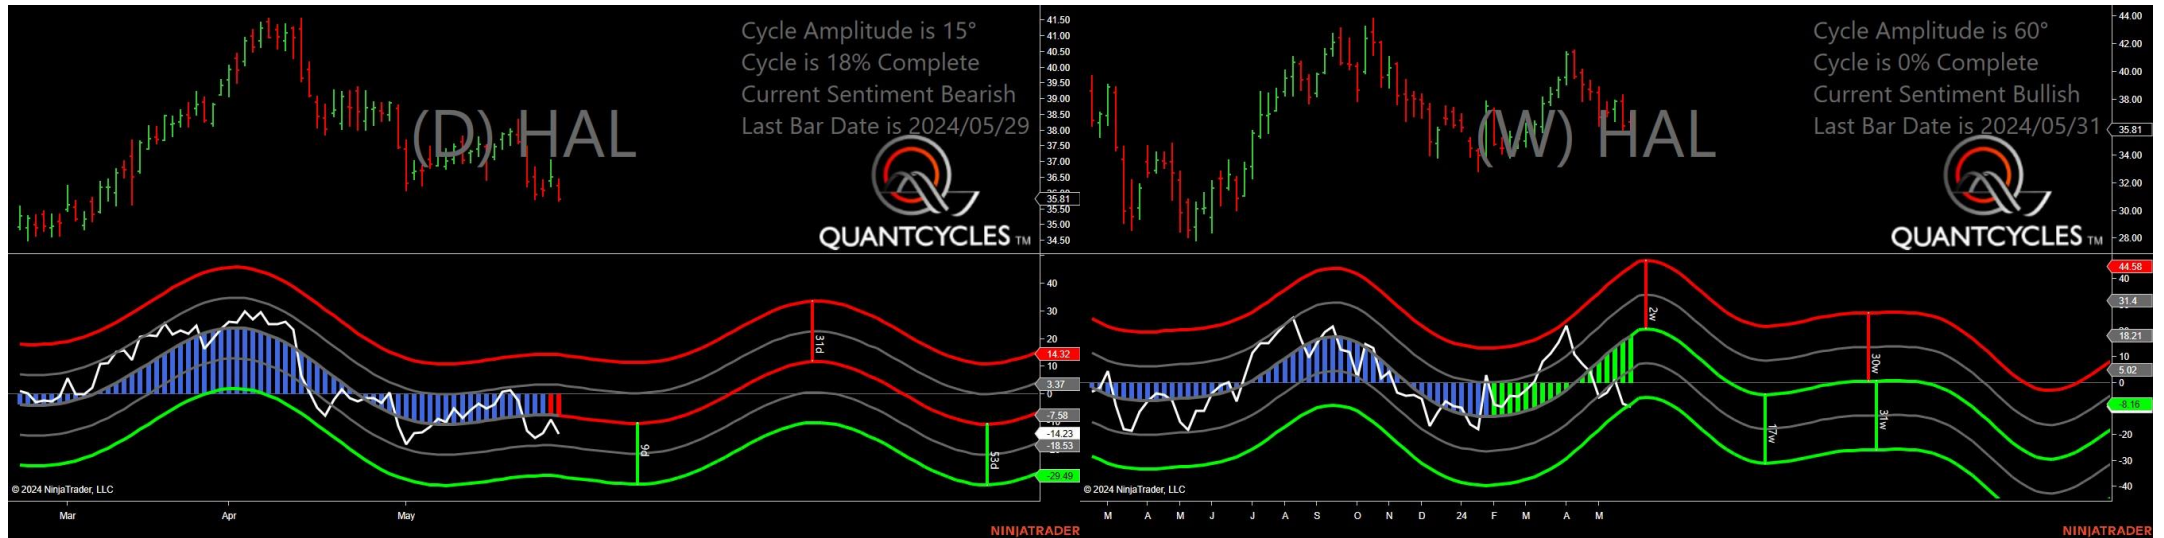 Cycle Amplitude is 15°
Cycle is 18% Complete
Current Sentiment Bearish
Last Bar Date is 2024/05/29
(D) HAL
QUANTCYCLES TM
41.50
41.00
40.50
40.00
39.50
39.00
38.50
38.00
37.50
37.00
36.50
35.81
35.50
35.00
34.50
40
30
20
14.32
10
3.37
0
-7.58
-14.23
-18.53
-29.49
31d
9d
53d
© 2024 NinjaTrader, LLC
Mar Apr May
NINJATRADER
Cycle Amplitude is 60°
Cycle is 0% Complete
Current Sentiment Bullish
Last Bar Date is 2024/05/31
(W) HAL
QUANTCYCLES TM
44.00
42.00
40.00
38.00
35.81
34.00
32.00
30.00
28.00
44.58
40
31.4
18.21
10
5.02
0
-8.16
-20
-30
-40
2w
30w
17w
31w
© 2024 NinjaTrader, LLC
M A M J J A S O N D 24 F M A M
NINJATRADER